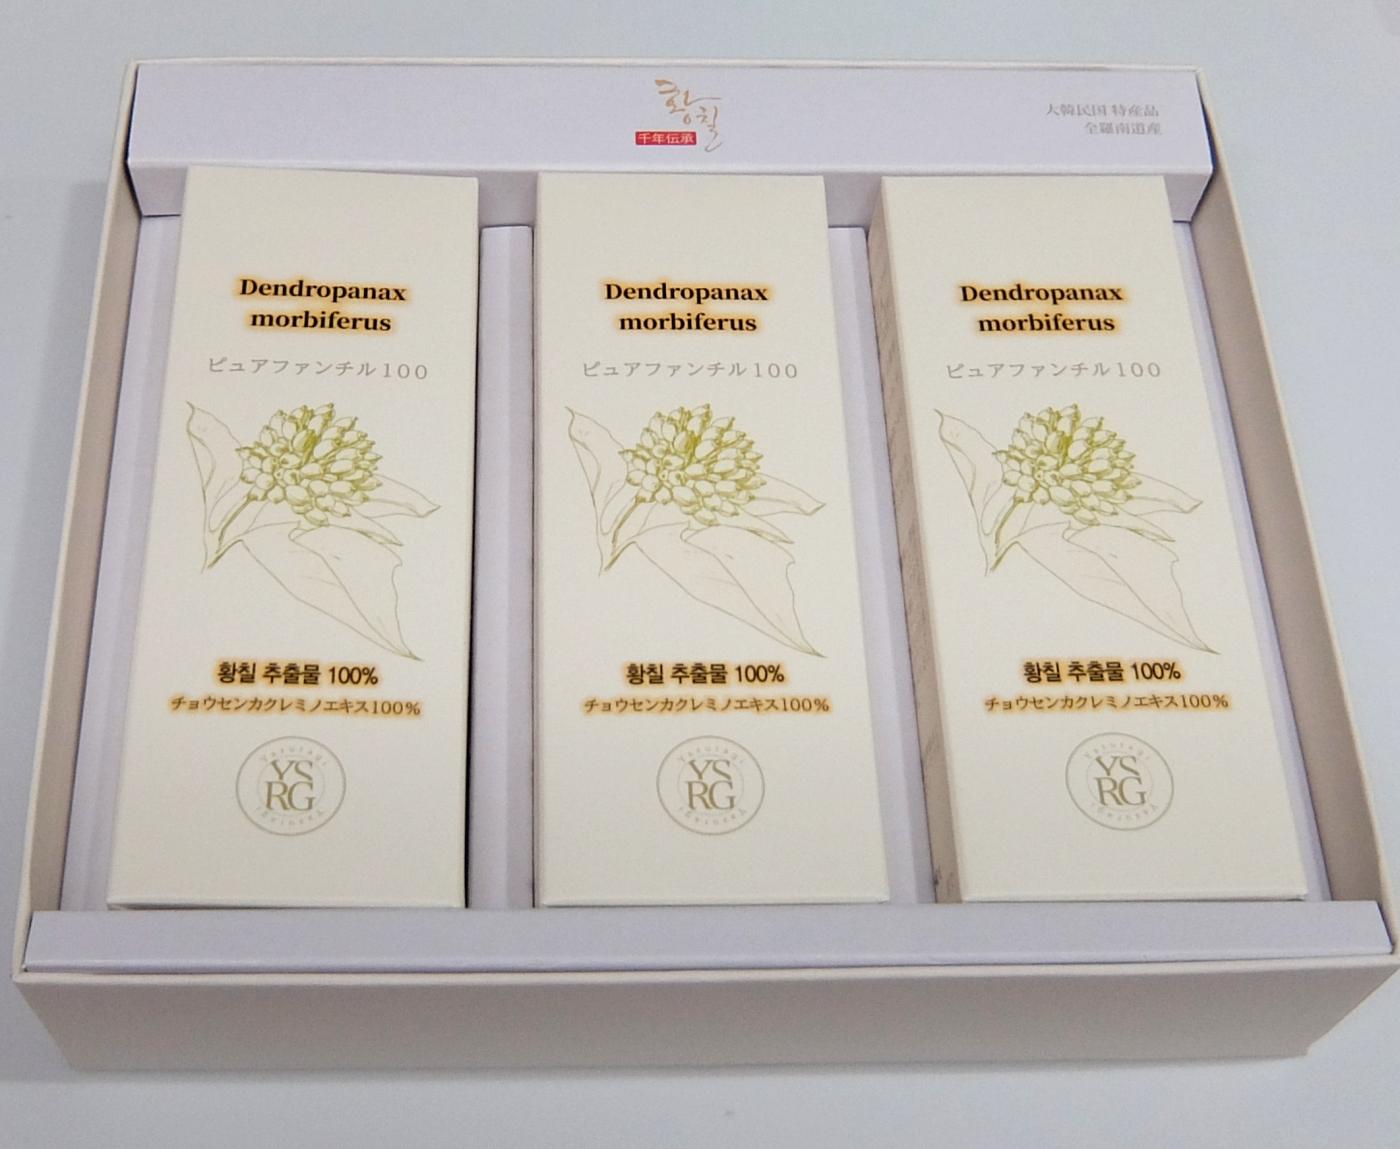 황칠
千年伝承
大韓民国 特産品
全羅南道産
Dendropanax
morbiferus
ピュアファンチル100
황칠 추출물 100%
チョウセンカクレミノエキス100%
Yasuragi
YS
RG
Yasuragi
Dendropanax
morbiferus
ピュアファンチル100
황칠 추출물 100%
チョウセンカクレミノエキス100%
Yasuragi
YS
RG
Yasuragi
Dendropanax
morbiferus
ピュアファンチル100
황칠 추출물 100%
チョウセンカクレミノエキス100%
Yasuragi
YS
RG
Yasuragi